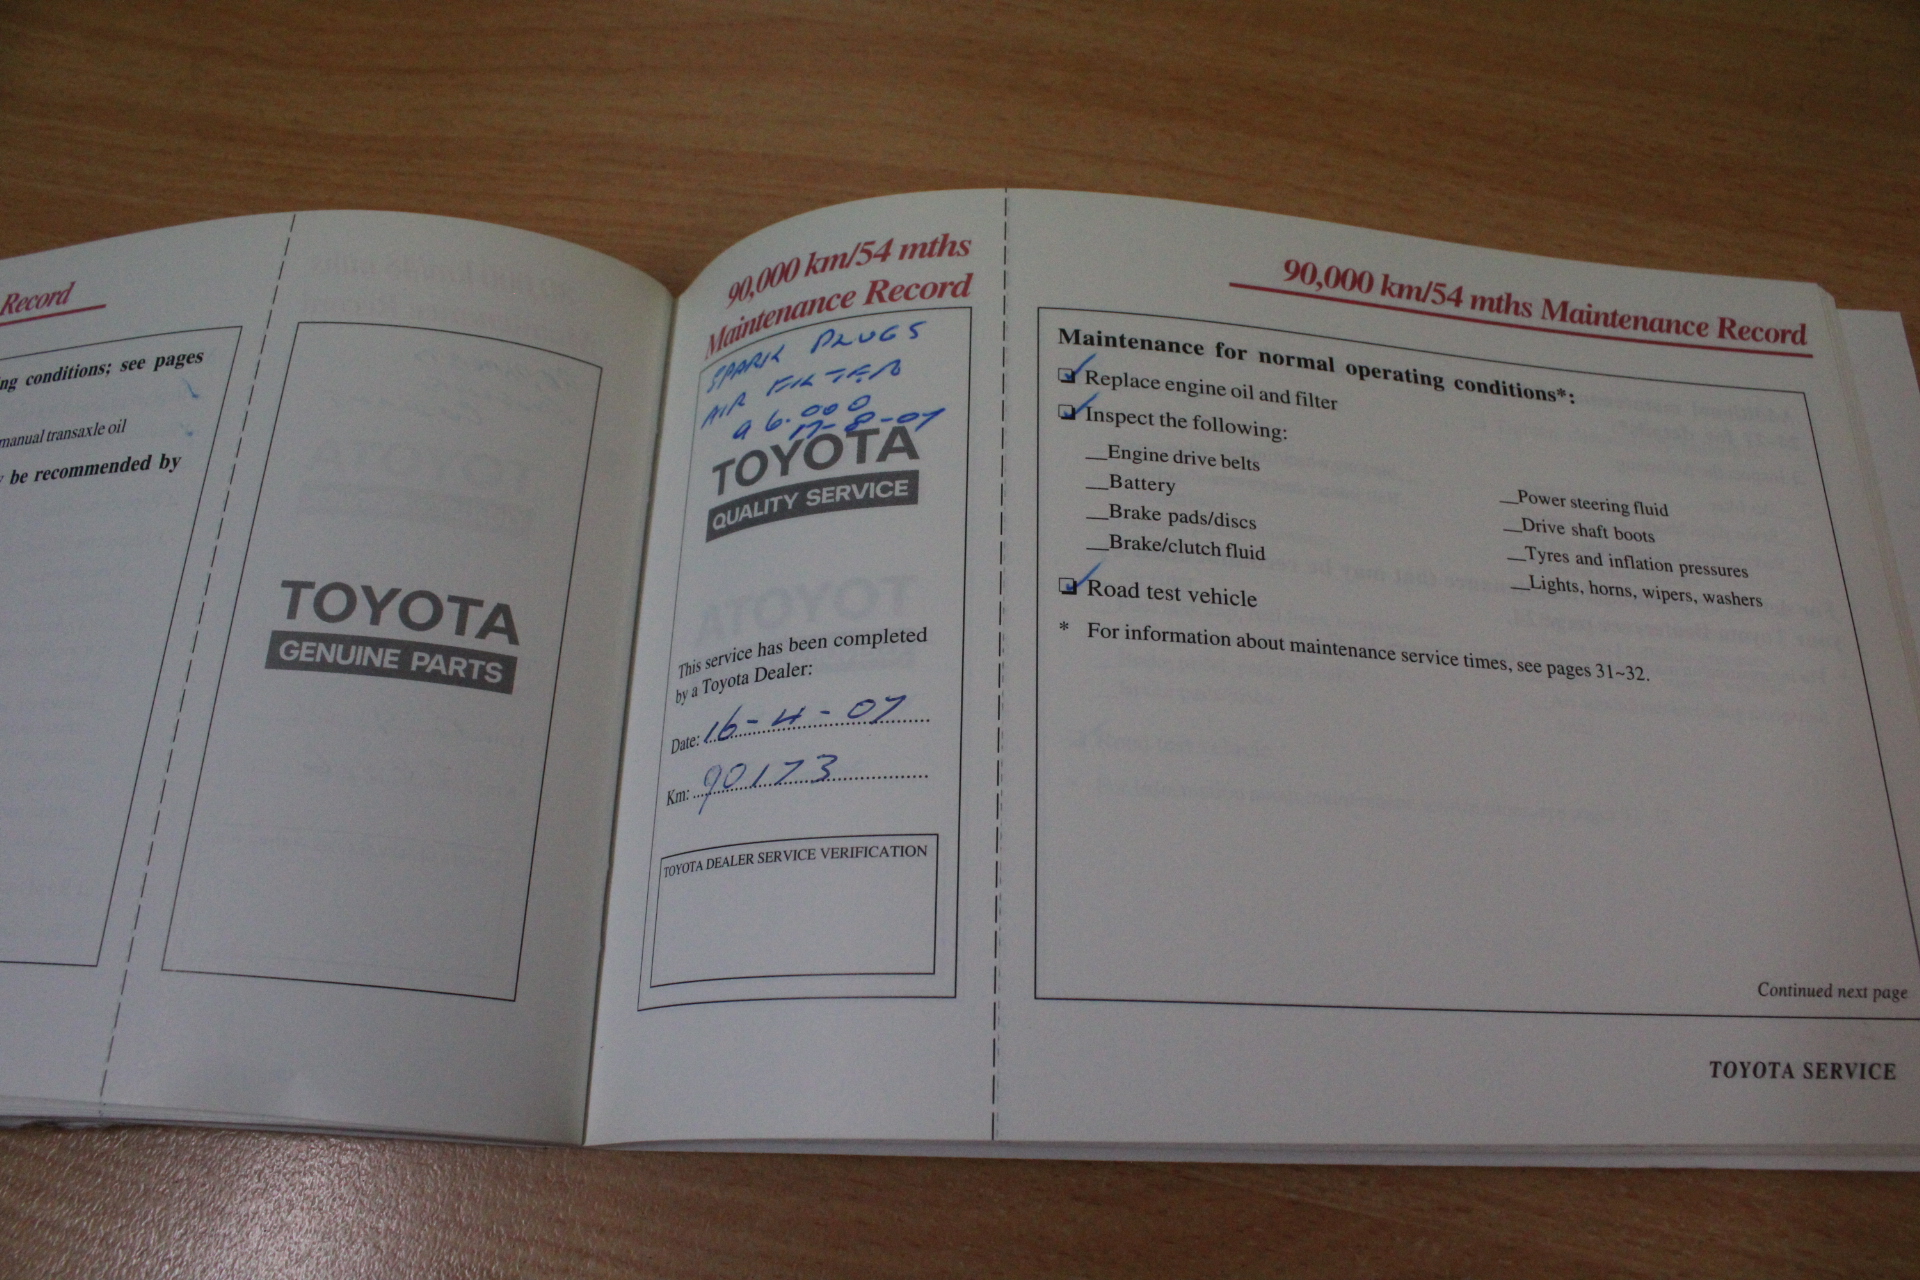 Record
ng conditions; see pages
manual transaxle oil
y be recommended by
TOYOTA
GENUINE PARTS
90,000 km/54 mths
Maintenance Record
SPARK PLUGS
AIR FILTER
96.000
17-8-07
TOYOTA
QUALITY SERVICE
This service has been completed
by a Toyota Dealer:
Date: 16-4-07
Km: 90173
TOYOTA DEALER SERVICE VERIFICATION
90,000 km/54 mths Maintenance Record
Maintenance for normal operating conditions*:
Replace engine oil and filter
Inspect the following:
__Engine drive belts
__Battery
__Brake pads/discs
__Brake/clutch fluid
__Power steering fluid
__Drive shaft boots
__Tyres and inflation pressures
__Lights, horns, wipers, washers
Road test vehicle
* For information about maintenance service times, see pages 31~32.
Continued next page
TOYOTA SERVICE